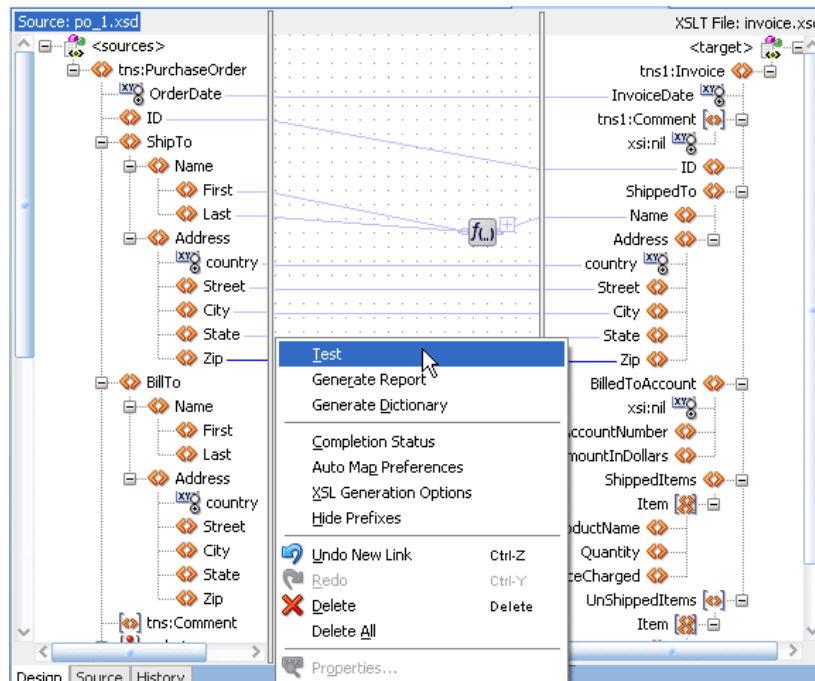 Source: po_1.xsd
XSLT File: invoice.xsd
<sources>
tns:PurchaseOrder
OrderDate
ID
ShipTo
Name
First
Last
Address
country
Street
City
State
Zip
BillTo
Name
First
Last
Address
country
Street
City
State
Zip
tns:Comment
f(..)
<target>
tns1:Invoice
InvoiceDate
tns1:Comment
xsi:nil
ID
ShippedTo
Name
Address
country
Street
City
State
Zip
BilledToAccount
xsi:nil
ccountNumber
mountInDollars
ShippedItems
Item
oductName
Quantity
ceCharged
UnShippedItems
Item
Test
Generate Report
Generate Dictionary
Completion Status
Auto Map Preferences
XSL Generation Options
Hide Prefixes
Undo New Link Ctrl-Z
Redo Ctrl-Y
Delete Delete
Delete All
Properties...
Design Source History